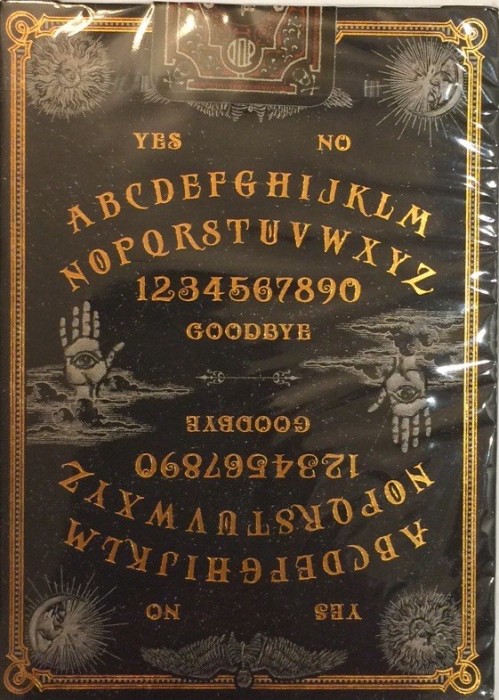 YES NO
ABCDEFGHIJKLM
NOPQRSTUVWXYZ
1234567890
GOODBYE
GOODBYE
1234567890
NOPQRSTUVWXYZ
ABCDEFGHIJKLM
YES NO